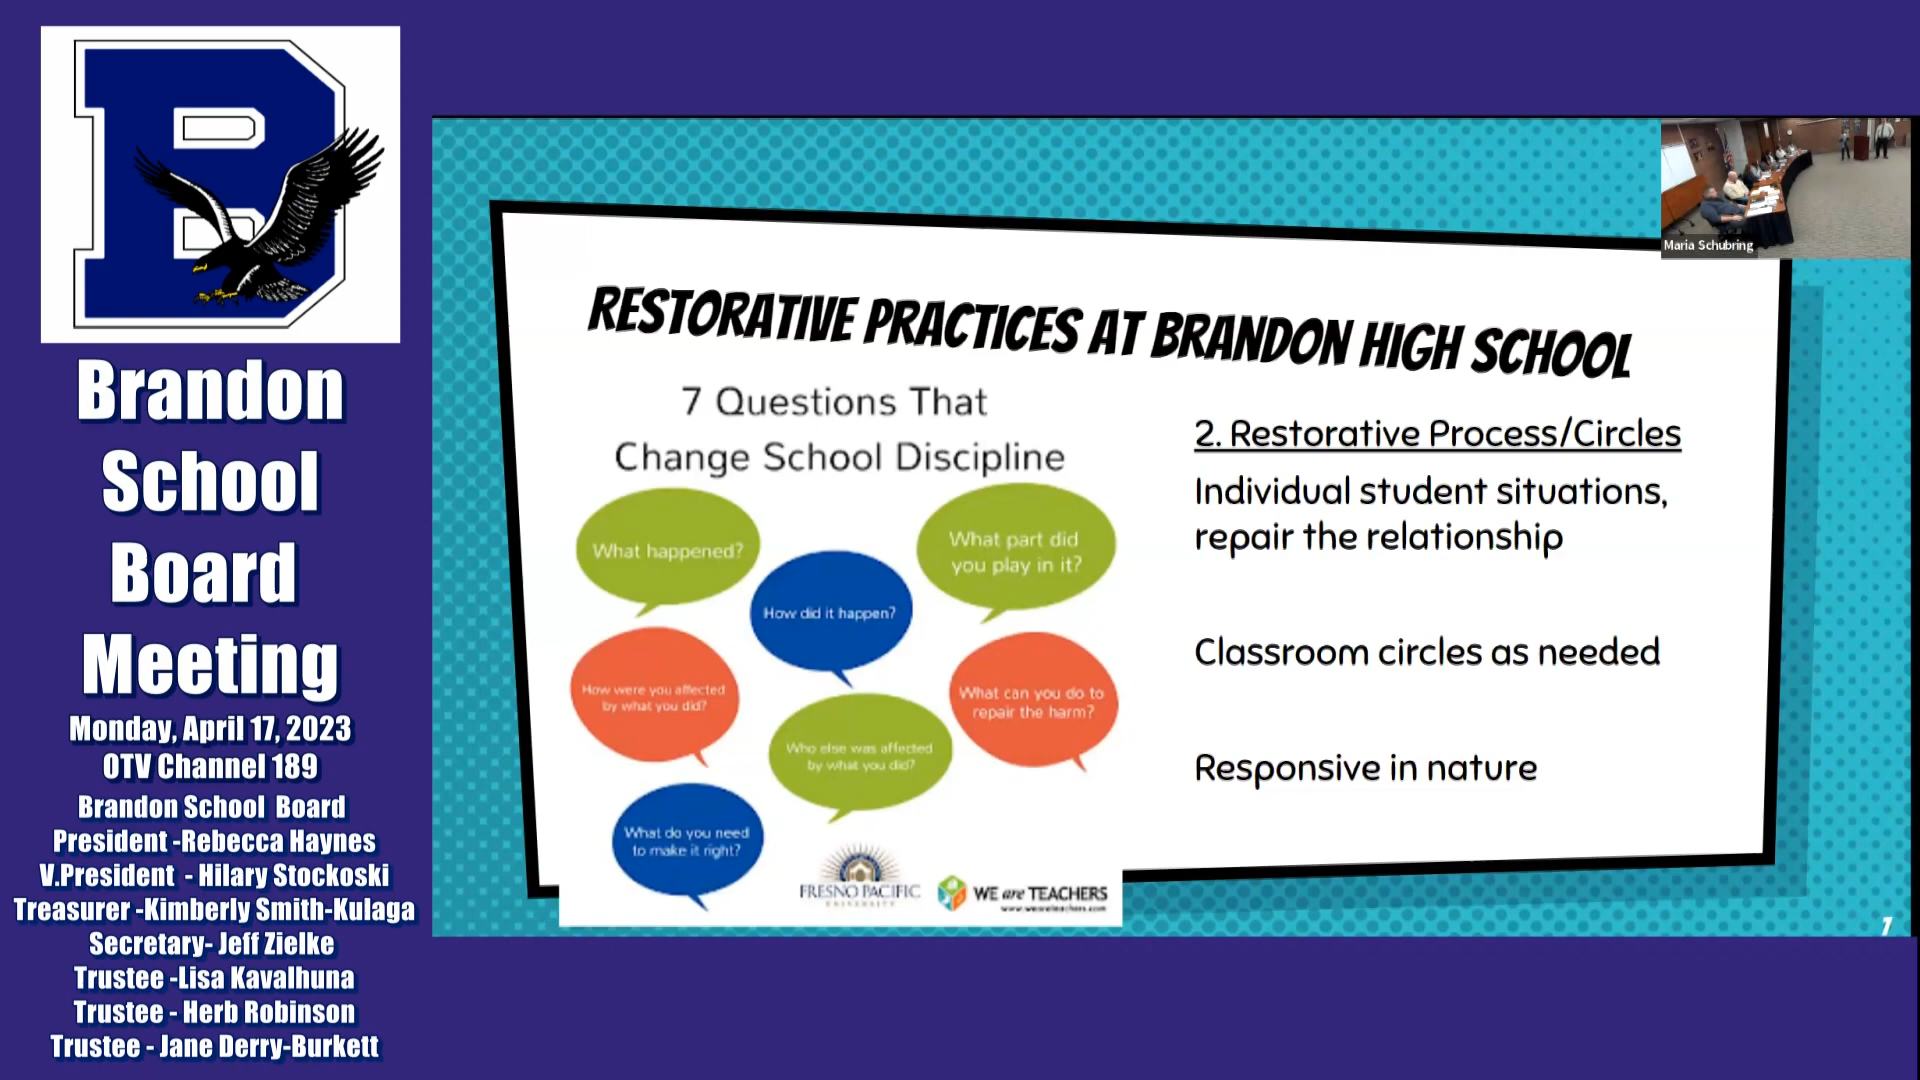 B
Brandon
School
Board
Meeting
Monday, April 17, 2023
OTV Channel 189
Brandon School Board
President -Rebecca Haynes
V.President - Hilary Stockoski
Treasurer -Kimberly Smith-Kulaga
Secretary- Jeff Zielke
Trustee -Lisa Kavalhuna
Trustee - Herb Robinson
Trustee - Jane Derry-Burkett
Maria Schubring
RESTORATIVE PRACTICES AT BRANDON HIGH SCHOOL
7 Questions That
Change School Discipline
What happened?
What part did
you play in it?
How did it happen?
How were you affected
by what you did?
What can you do to
repair the harm?
Who else was affected
by what you did?
What do you need
to make it right?
FRESNO PACIFIC
UNIVERSITY
WE are TEACHERS
www.weareteachers.com
2. Restorative Process/Circles
Individual student situations,
repair the relationship
Classroom circles as needed
Responsive in nature
7